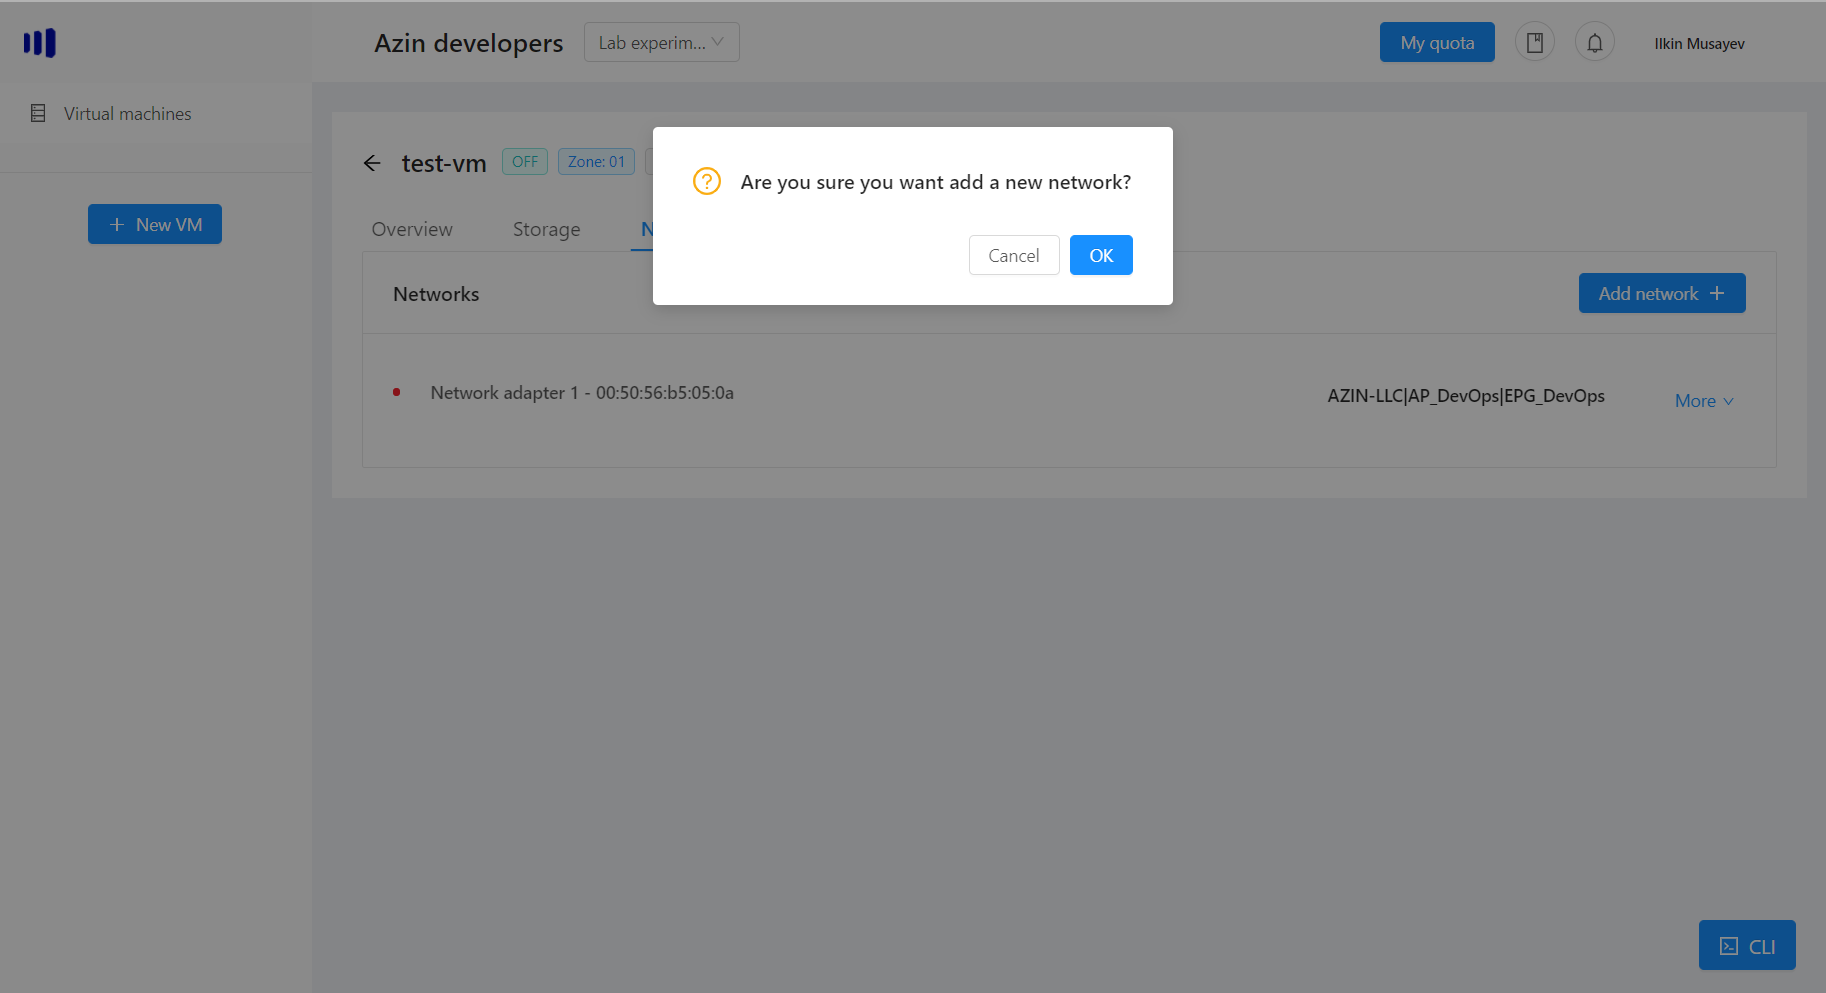 Azin developers
Lab experim...
My quota
Ilkin Musayev
Virtual machines
New VM
test-vm
OFF
Zone: 01
Overview
Storage
N
Are you sure you want add a new network?
Cancel
OK
Networks
Add network
Network adapter 1 - 00:50:56:b5:05:0a
AZIN-LLC|AP_DevOps|EPG_DevOps
More
CLI